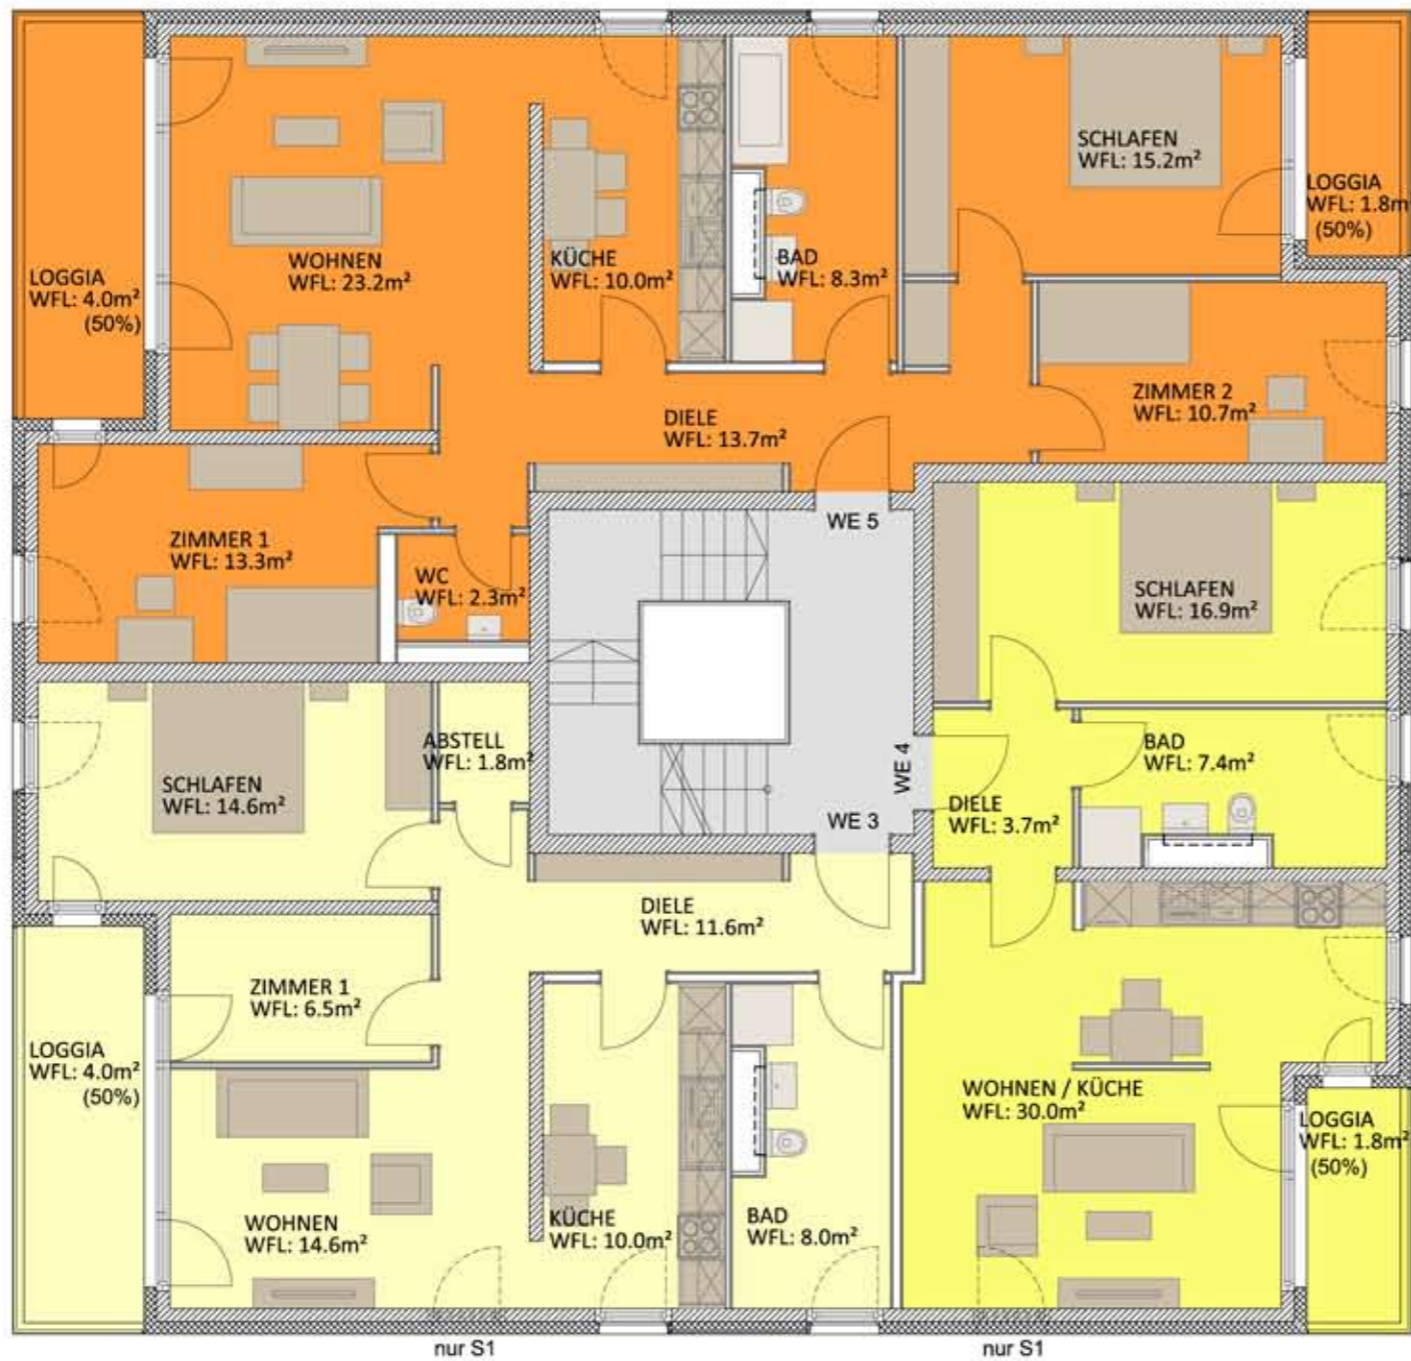 SCHLAFEN
WFL: 15.2m²
LOGGIA
WFL: 1.8m
(50%)
WOHNEN
WFL: 23.2m²
KÜCHE
WFL: 10.0m²
BAD
WFL: 8.3m²
LOGGIA
WFL: 4.0m²
(50%)
ZIMMER 2
WFL: 10.7m²
DIELE
WFL: 13.7m²
WE 5
ZIMMER 1
WFL: 13.3m²
WC
WFL: 2.3m²
SCHLAFEN
WFL: 16.9m²
ABSTELL
WFL: 1.8m²
SCHLAFEN
WFL: 14.6m²
WE 4
BAD
WFL: 7.4m²
DIELE
WFL: 3.7m²
WE 3
DIELE
WFL: 11.6m²
ZIMMER 1
WFL: 6.5m²
LOGGIA
WFL: 4.0m²
(50%)
WOHNEN / KÜCHE
WFL: 30.0m²
LOGGIA
WFL: 1.8m²
(50%)
WOHNEN
WFL: 14.6m²
KÜCHE
WFL: 10.0m²
BAD
WFL: 8.0m²
nur S1
nur S1